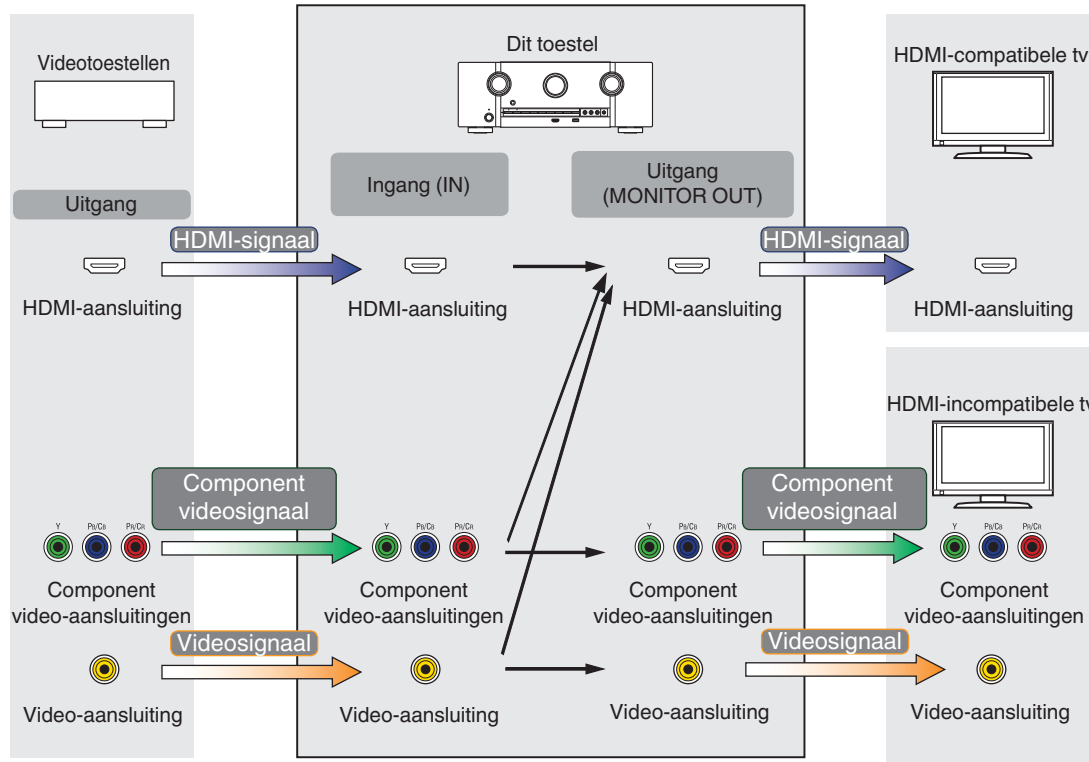 Videotoestellen
Dit toestel
HDMI-compatibele tv
Uitgang
Ingang (IN)
Uitgang
(MONITOR OUT)
HDMI-signaal
HDMI-signaal
HDMI-aansluiting
HDMI-aansluiting
HDMI-aansluiting
HDMI-aansluiting
HDMI-incompatibele tv
Component
videosignaal
Component
videosignaal
Y PB/CB PR/CR
Y PB/CB PR/CR
Y PB/CB PR/CR
Y PB/CB PR/CR
Component
video-aansluitingen
Component
video-aansluitingen
Component
video-aansluitingen
Component
video-aansluitingen
Videosignaal
Videosignaal
Video-aansluiting
Video-aansluiting
Video-aansluiting
Video-aansluiting